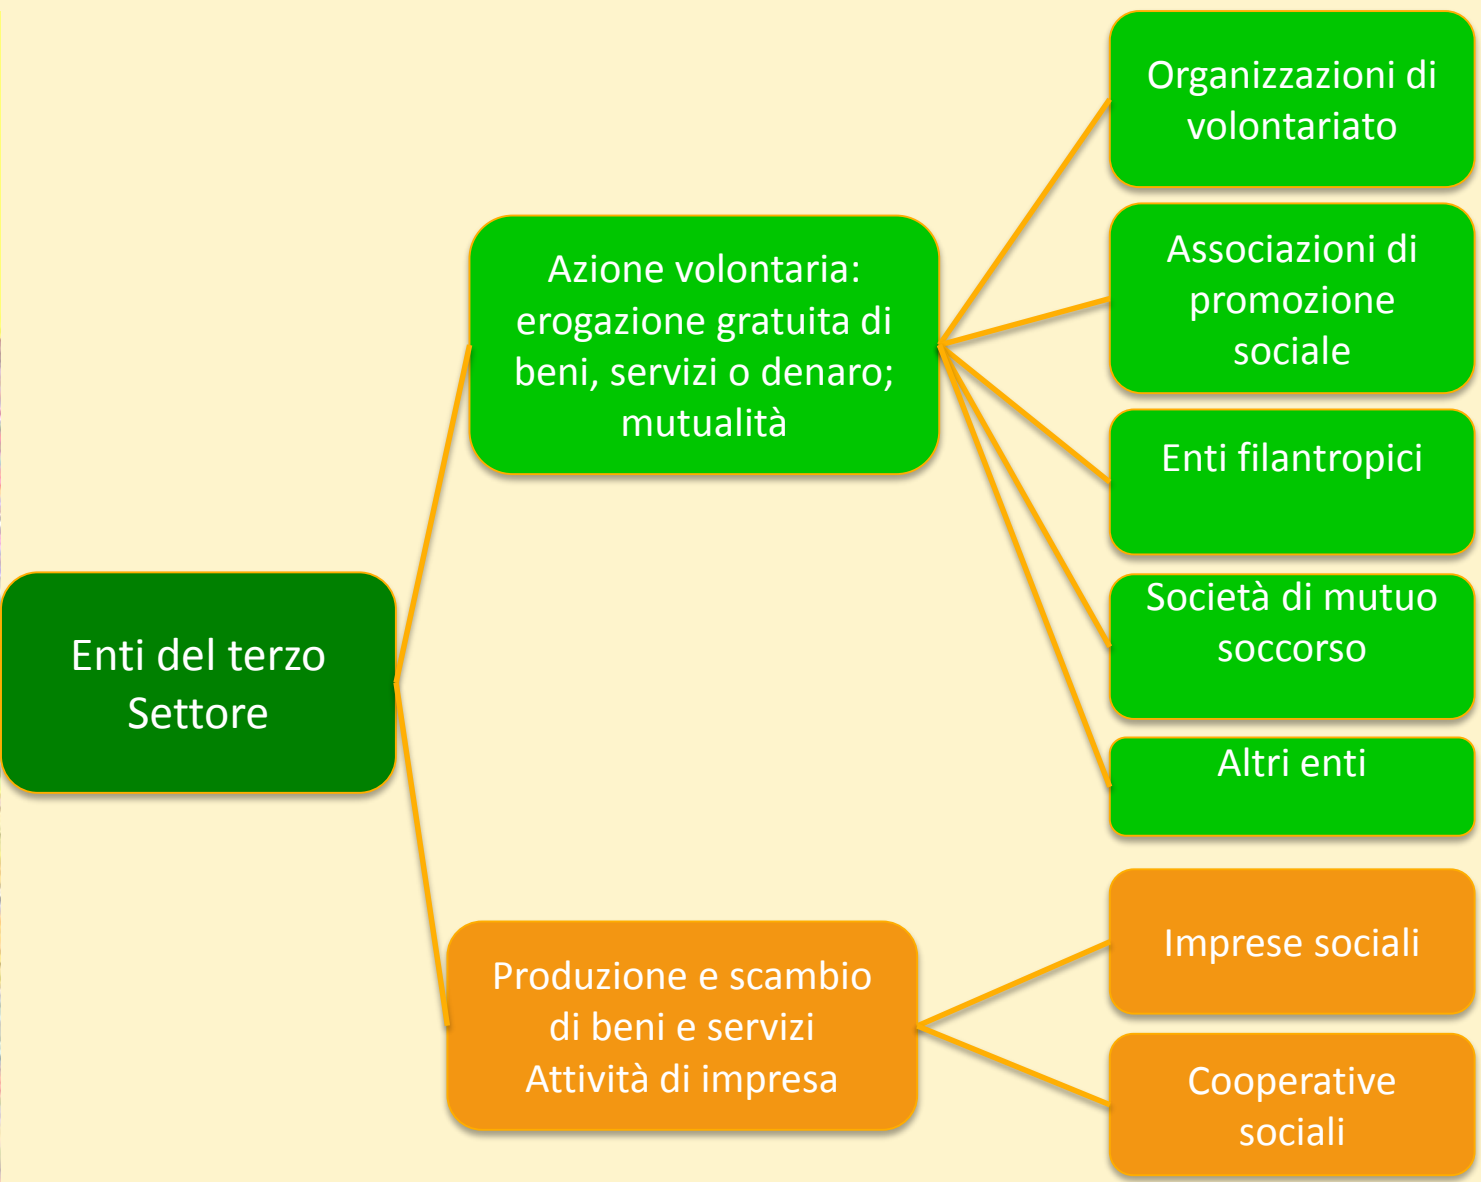 Enti del terzo
Settore
Azione volontaria:
erogazione gratuita di
beni, servizi o denaro;
mutualità
Organizzazioni di
volontariato
Associazioni di
promozione
sociale
Enti filantropici
Società di mutuo
soccorso
Altri enti
Produzione e scambio
di beni e servizi
Attività di impresa
Imprese sociali
Cooperative
sociali